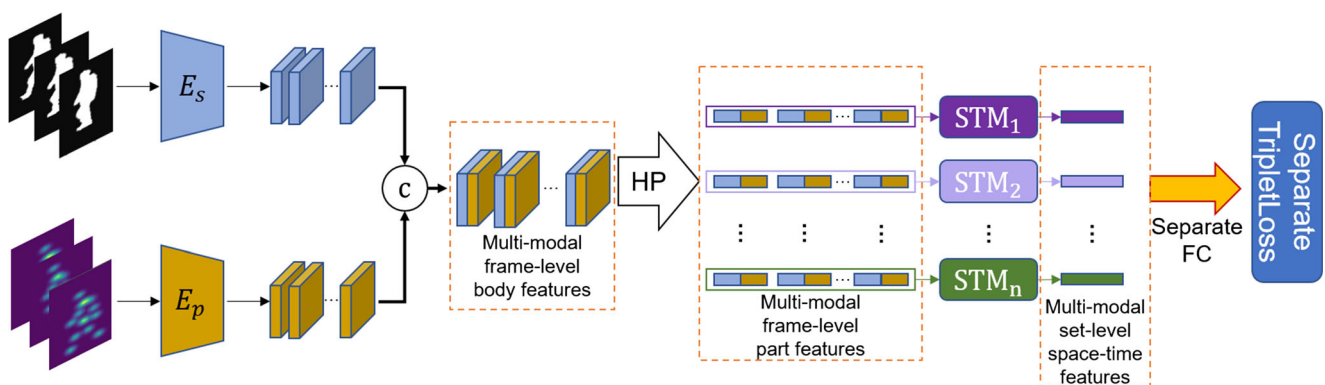 E_s
...
E_p
...
c
...
Multi-modal
frame-level
body features
HP
...
...
...
Multi-modal
frame-level
part features
STM_1
STM_2
STM_n
Multi-modal
set-level
space-time
features
Separate
FC
Separate
TripletLoss